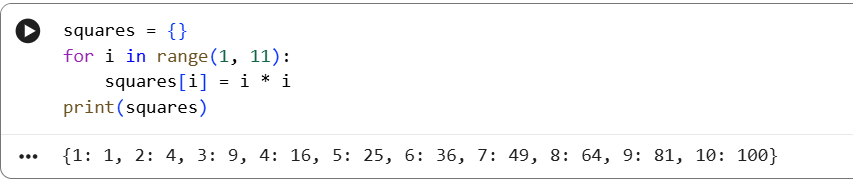 squares = {}
for i in range(1, 11):
    squares[i] = i * i
print(squares)
{1: 1, 2: 4, 3: 9, 4: 16, 5: 25, 6: 36, 7: 49, 8: 64, 9: 81, 10: 100}